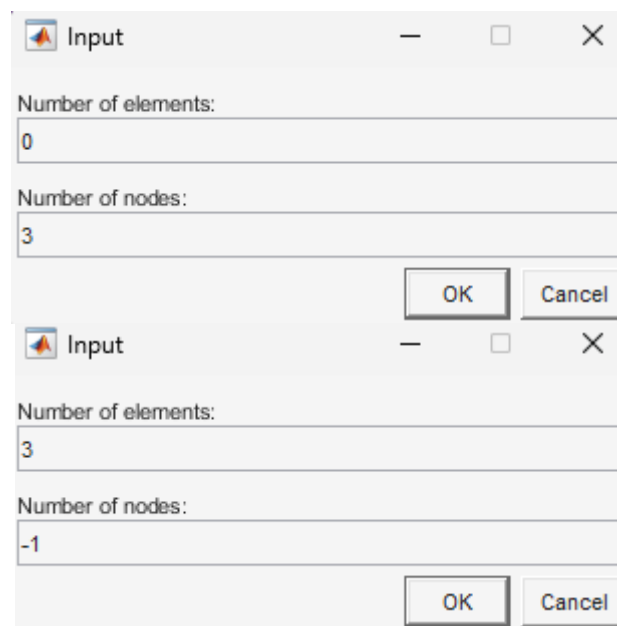 Input
Number of elements:
0
Number of nodes:
3
OK Cancel
Input
Number of elements:
3
Number of nodes:
-1
OK Cancel